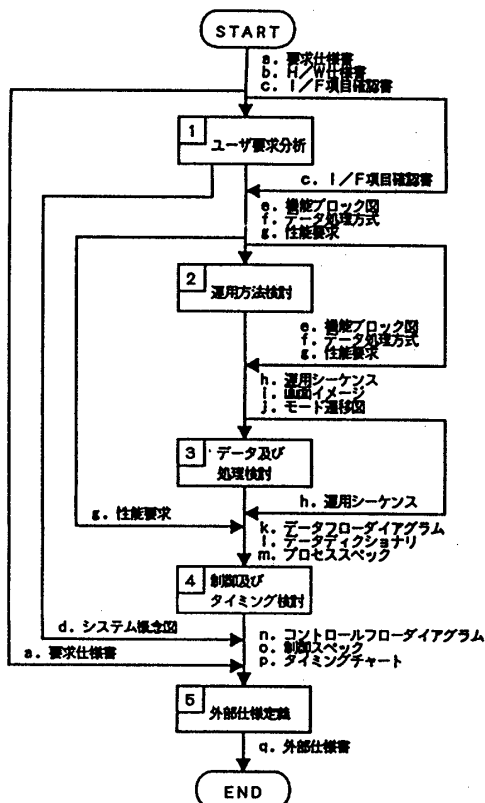 START
a. 要求仕様書
b. H/W仕様書
c. I/F項目確認書
1
ユーザ要求分析
c. I/F項目確認書
e. 機能ブロック図
f. データ処理方式
g. 性能要求
2
運用方法検討
e. 機能ブロック図
f. データ処理方式
g. 性能要求
h. 運用シーケンス
i. 画面イメージ
j. モード遷移図
3
データ及び
処理検討
h. 運用シーケンス
g. 性能要求
k. データフローダイアグラム
l. データディクショナリ
m. プロセススペック
4
制御及び
タイミング検討
d. システム概念図
a. 要求仕様書
n. コントロールフローダイアグラム
o. 制御スペック
p. タイミングチャート
5
外部仕様定義
q. 外部仕様書
END